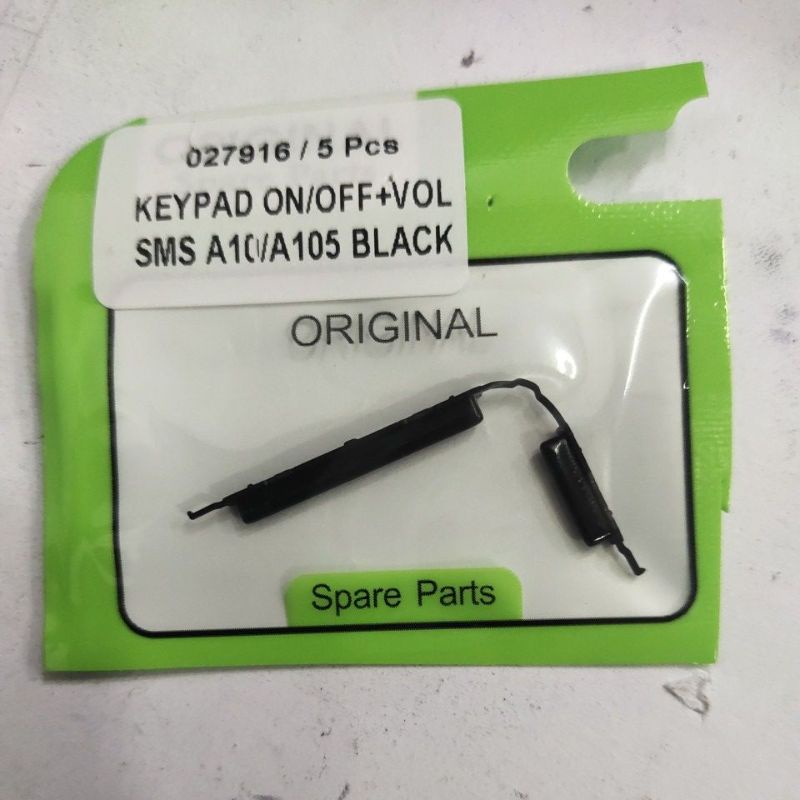 027916 / 5 Pcs
KEYPAD ON/OFF+VOL
SMS A10/A105 BLACK
ORIGINAL
Spare Parts